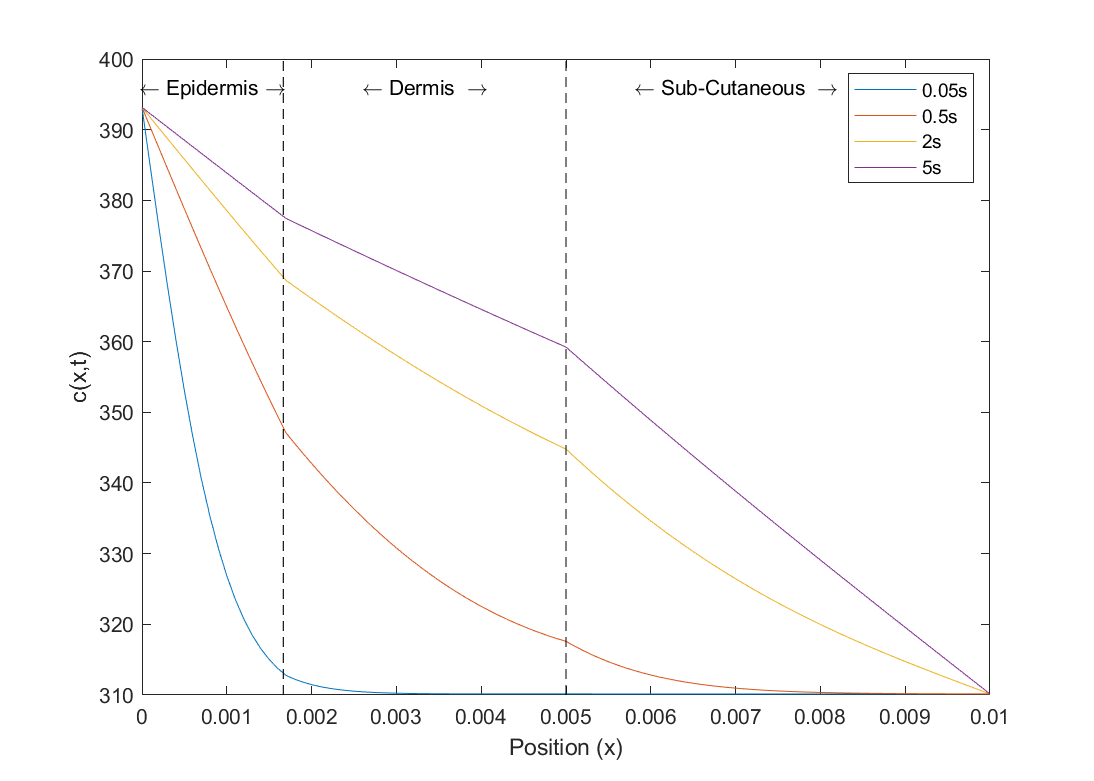 400
390
380
370
360
350
340
330
320
310
c(x,t)
← Epidermis →
← Dermis →
← Sub-Cutaneous →
0.05s
0.5s
2s
5s
0 0.001 0.002 0.003 0.004 0.005 0.006 0.007 0.008 0.009 0.01
Position (x)